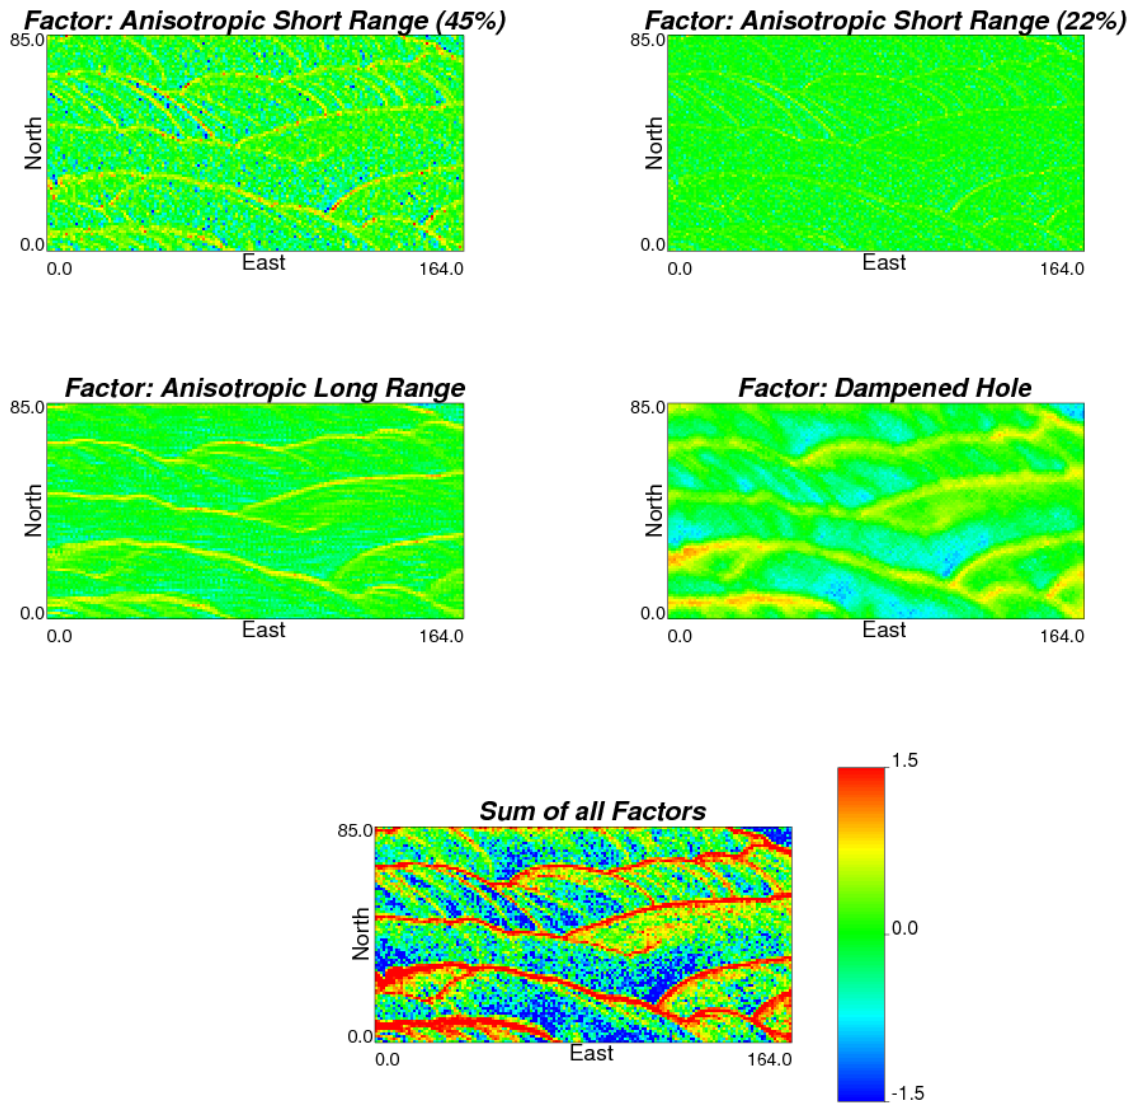 Factor: Anisotropic Short Range (45%)
85.0
North
0.0
0.0
East
164.0
Factor: Anisotropic Short Range (22%)
85.0
North
0.0
0.0
East
164.0
Factor: Anisotropic Long Range
85.0
North
0.0
0.0
East
164.0
Factor: Dampened Hole
85.0
North
0.0
0.0
East
164.0
Sum of all Factors
85.0
North
0.0
0.0
East
164.0
1.5
0.0
-1.5